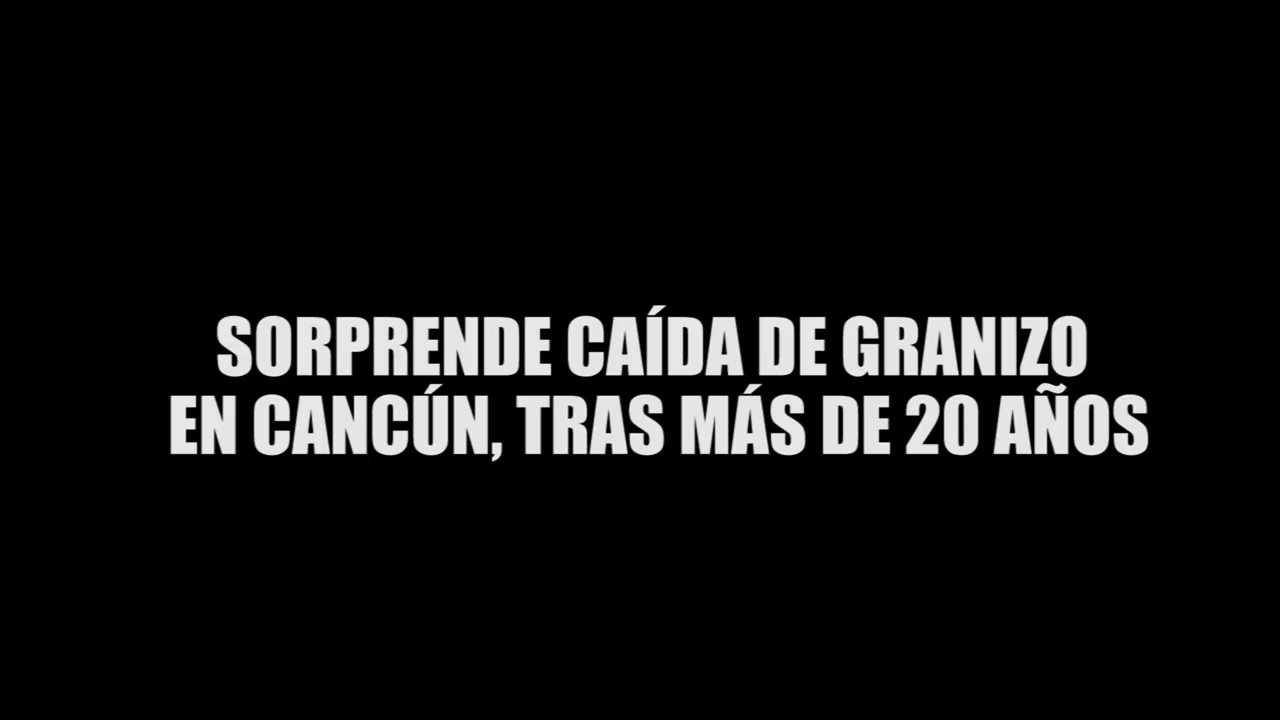 SORPRENDE CAÍDA DE GRANIZO
EN CANCÚN, TRAS MÁS DE 20 AÑOS